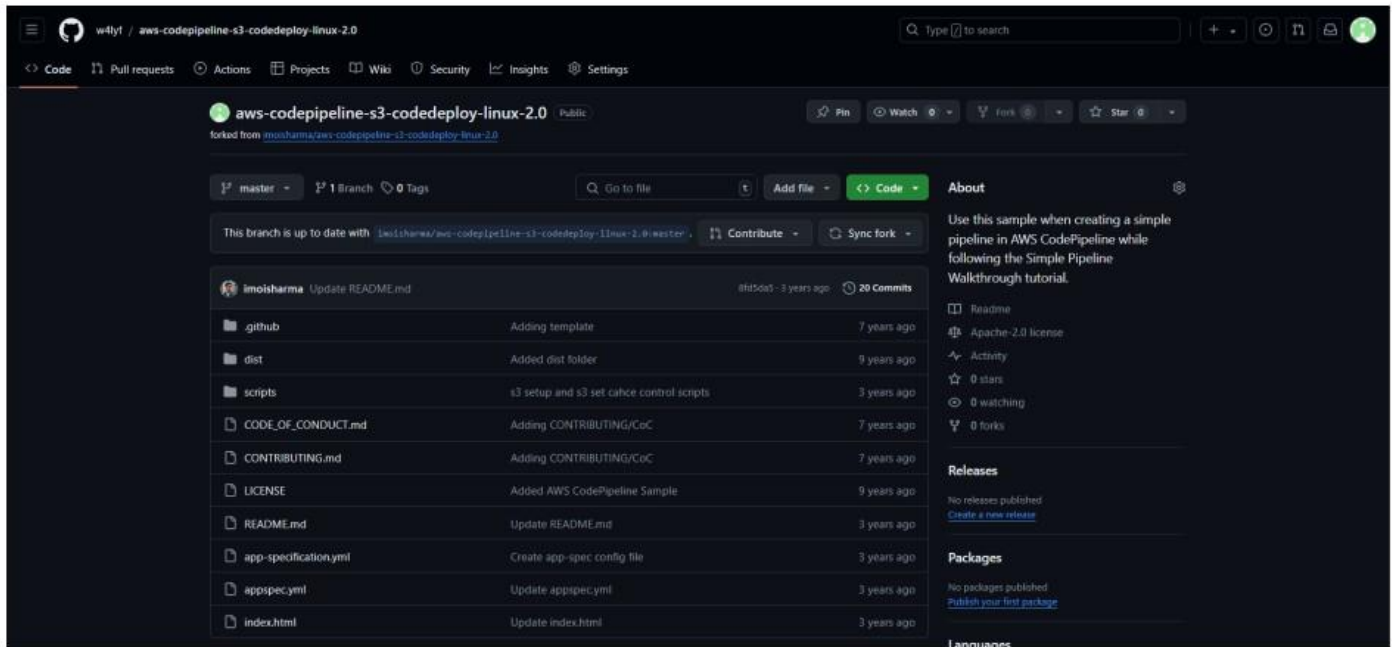 w4lyf / aws-codepipeline-s3-codedeploy-linux-2.0
Type / to search
Code Pull requests Actions Projects Wiki Security Insights Settings
aws-codepipeline-s3-codedeploy-linux-2.0 Public
Pin Watch 0 Fork 0 Star 0
forked from imoisharma/aws-codepipeline-s3-codedeploy-linux-2.0
master 1 Branch 0 Tags Go to file t Add file Code
This branch is up to date with imoisharma/aws-codepipeline-s3-codedeploy-linux-2.0:master . Contribute Sync fork
imoisharma Update README.md 3 years ago 20 Commits
.github Adding template 7 years ago
dist Added dist folder 9 years ago
scripts s3 setup and s3 set cahce control scripts 3 years ago
CODE_OF_CONDUCT.md Adding CONTRIBUTING/CoC 7 years ago
CONTRIBUTING.md Adding CONTRIBUTING/CoC 7 years ago
LICENSE Added AWS CodePipeline Sample 9 years ago
README.md Update README.md 3 years ago
app-specification.yml Create app-spec config file 3 years ago
appspec.yml Update appspec.yml 3 years ago
index.html Update index.html 3 years ago
About
Use this sample when creating a simple
pipeline in AWS CodePipeline while
following the Simple Pipeline
Walkthrough tutorial.
Readme
Apache-2.0 license
Activity
0 stars
0 watching
0 forks
Releases
No releases published
Create a new release
Packages
No packages published
Publish your first package
Languages